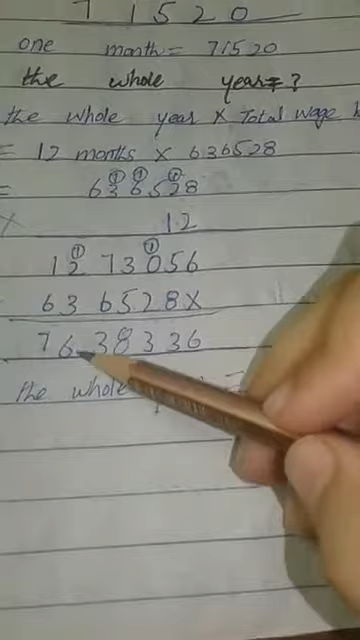 71520
one month = 71520
the whole year = ?
the whole year x Total wage
= 12 months x 636528
= 636528
x 12
1273056
636528x
7638336
the whole